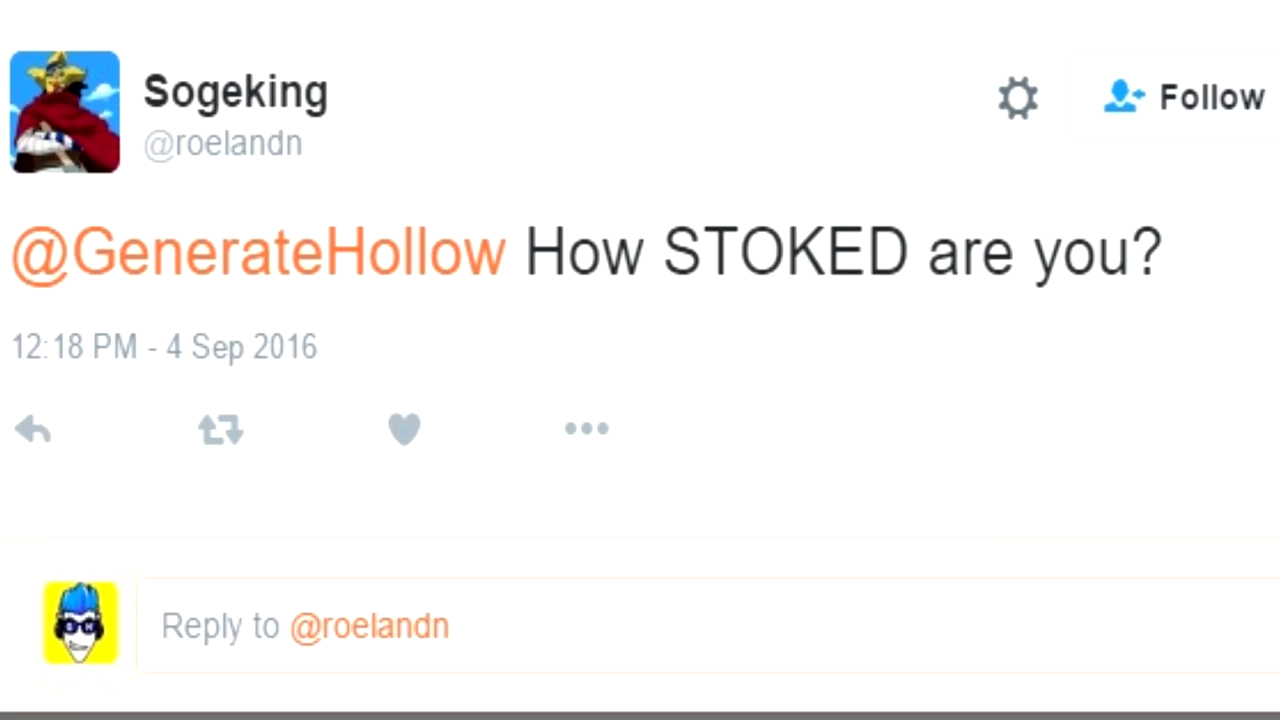 Sogeking
@roelandn
Follow
@GenerateHollow How STOKED are you?
12:18 PM - 4 Sep 2016
Reply to @roelandn